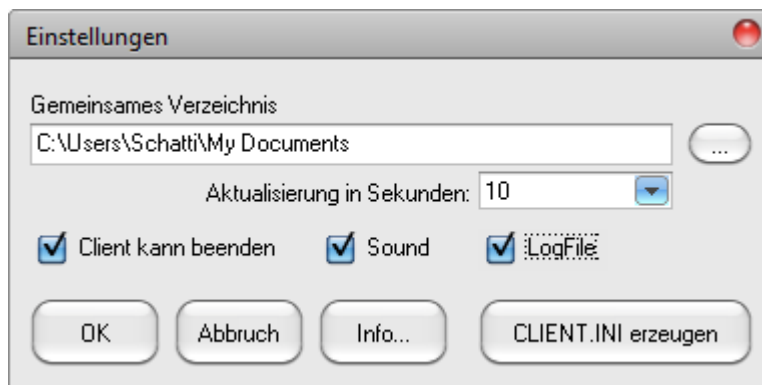 Einstellungen
Gemeinsames Verzeichnis
C:\Users\Schatti\My Documents
...
Aktualisierung in Sekunden: 10
Client kann beenden Sound LogFile
OK Abbruch Info... CLIENT.INI erzeugen